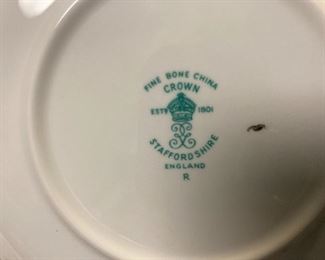 FINE BONE CHINA
CROWN
ESTD 1801
STAFFORDSHIRE
ENGLAND
R